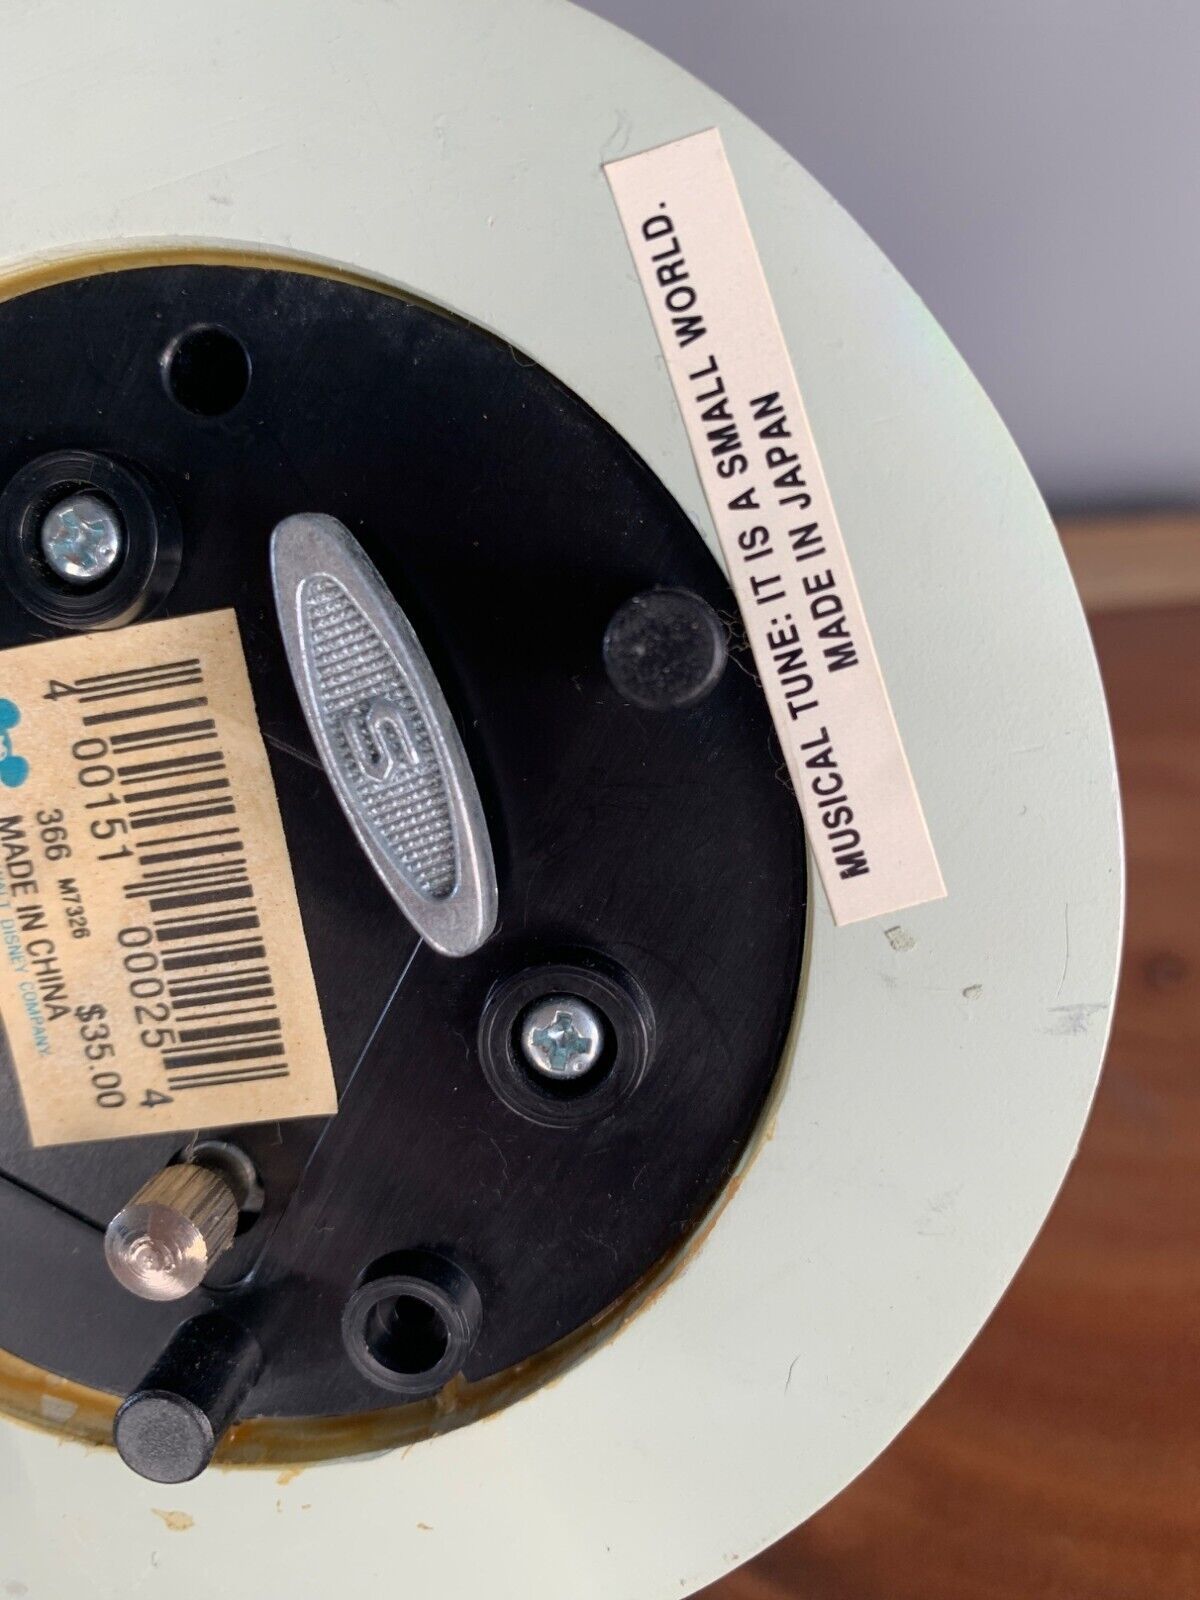 MUSICAL TUNE: IT IS A SMALL WORLD.
MADE IN JAPAN
S
4 00151 00025 4
366 M7326 $35.00
MADE IN CHINA
DISNEY COMPANY